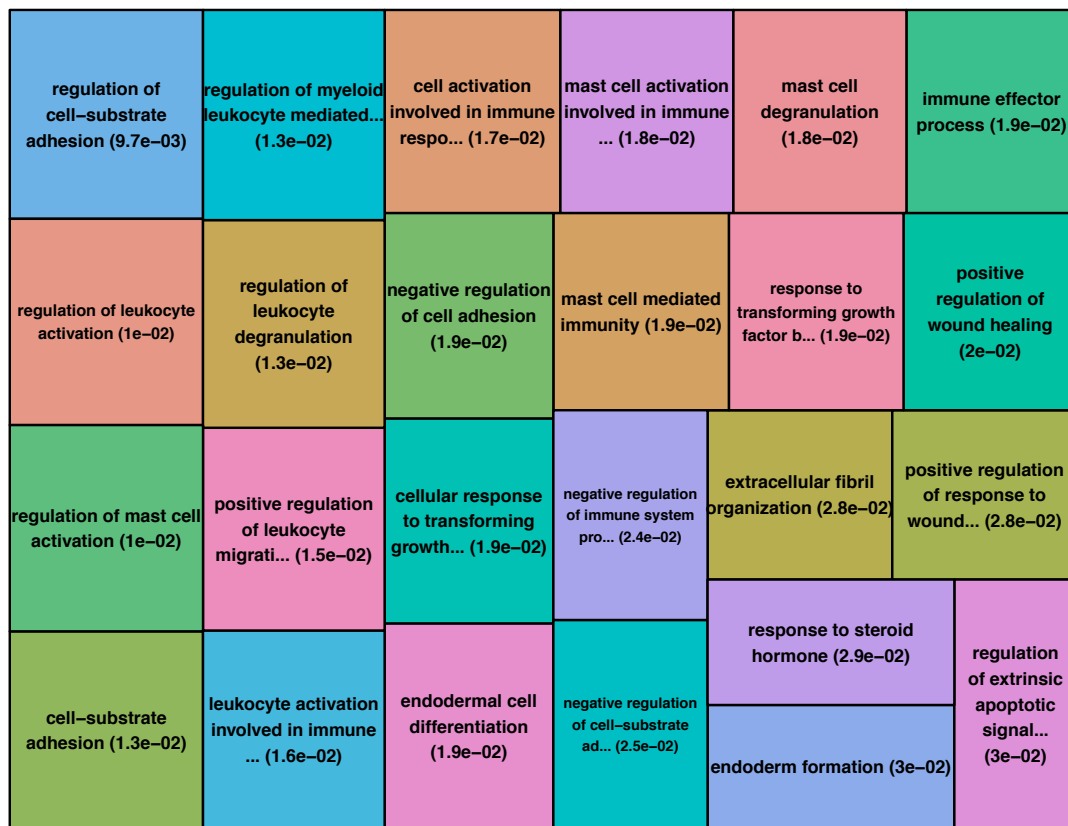 regulation of
cell−substrate
adhesion (9.7e−03)
regulation of myeloid
leukocyte mediated...
(1.3e−02)
cell activation
involved in immune
respo... (1.7e−02)
mast cell activation
involved in immune
... (1.8e−02)
mast cell
degranulation
(1.8e−02)
immune effector
process (1.9e−02)
regulation of leukocyte
activation (1e−02)
regulation of
leukocyte
degranulation
(1.3e−02)
negative regulation
of cell adhesion
(1.9e−02)
mast cell mediated
immunity (1.9e−02)
response to
transforming growth
factor b... (1.9e−02)
positive
regulation of
wound healing
(2e−02)
regulation of mast cell
activation (1e−02)
positive regulation
of leukocyte
migrati... (1.5e−02)
cellular response
to transforming
growth... (1.9e−02)
negative regulation
of immune system
pro... (2.4e−02)
extracellular fibril
organization (2.8e−02)
positive regulation
of response to
wound... (2.8e−02)
cell−substrate
adhesion (1.3e−02)
leukocyte activation
involved in immune
... (1.6e−02)
endodermal cell
differentiation
(1.9e−02)
negative regulation
of cell−substrate
ad... (2.5e−02)
response to steroid
hormone (2.9e−02)
endoderm formation (3e−02)
regulation
of extrinsic
apoptotic
signal...
(3e−02)